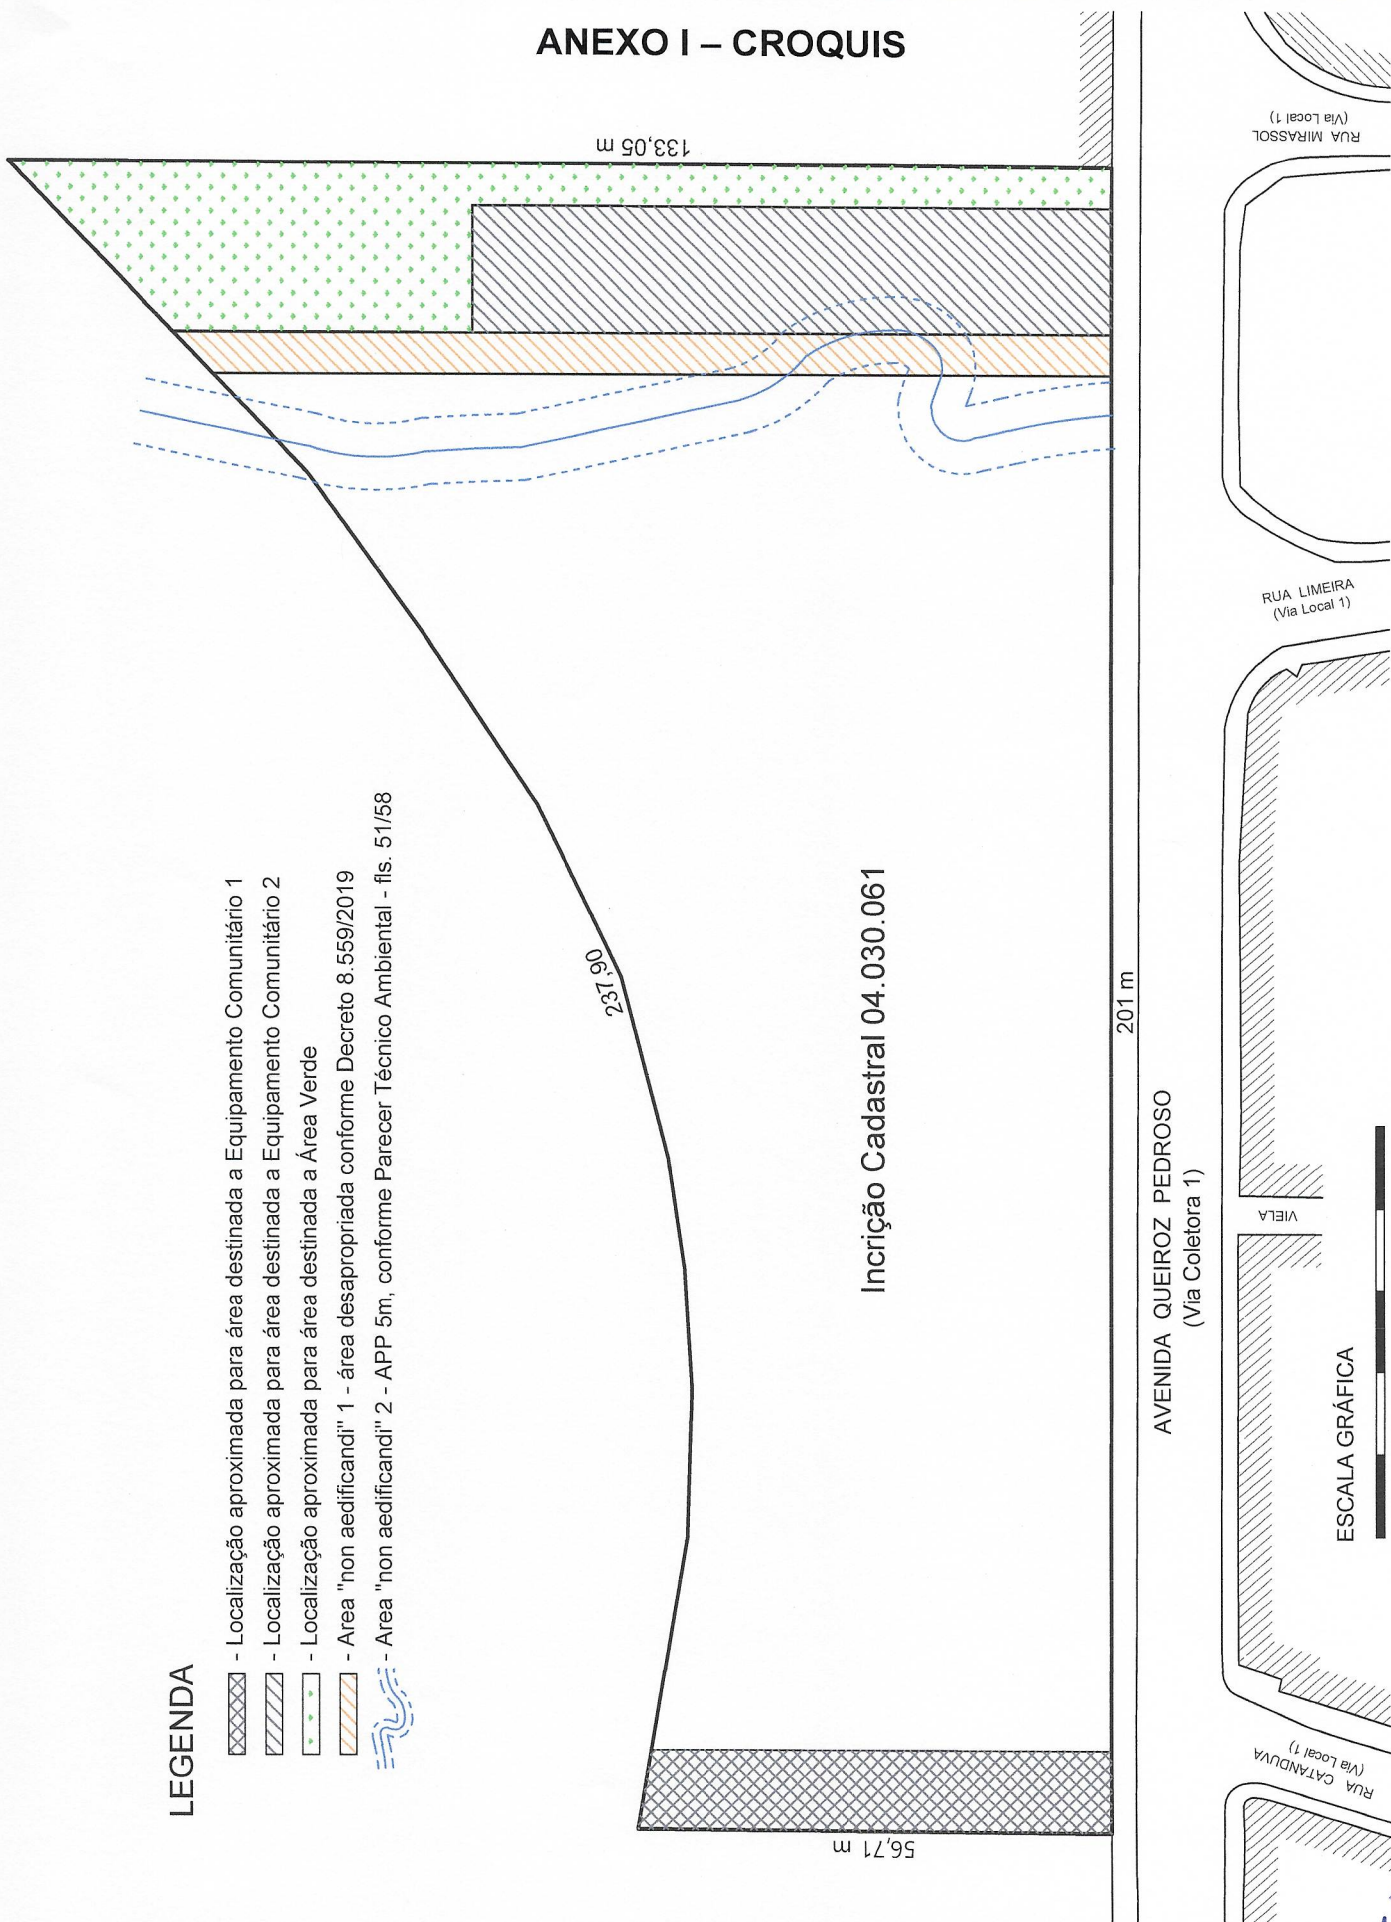 ANEXO I – CROQUIS
133,05 m
RUA MIRASSOL
(Via Local 1)
RUA LIMEIRA
(Via Local 1)
237,90
Incrição Cadastral 04.030.061
201 m
AVENIDA QUEIROZ PEDROSO
(Via Coletora 1)
VIELA
ESCALA GRÁFICA
RUA CATANDUVA
(Via Local 1)
56,71 m
LEGENDA
- Localização aproximada para área destinada a Equipamento Comunitário 1
- Localização aproximada para área destinada a Equipamento Comunitário 2
- Localização aproximada para área destinada a Área Verde
- Area "non aedificandi" 1 - área desapropriada conforme Decreto 8.559/2019
- Area "non aedificandi" 2 - APP 5m, conforme Parecer Técnico Ambiental - fls. 51/58